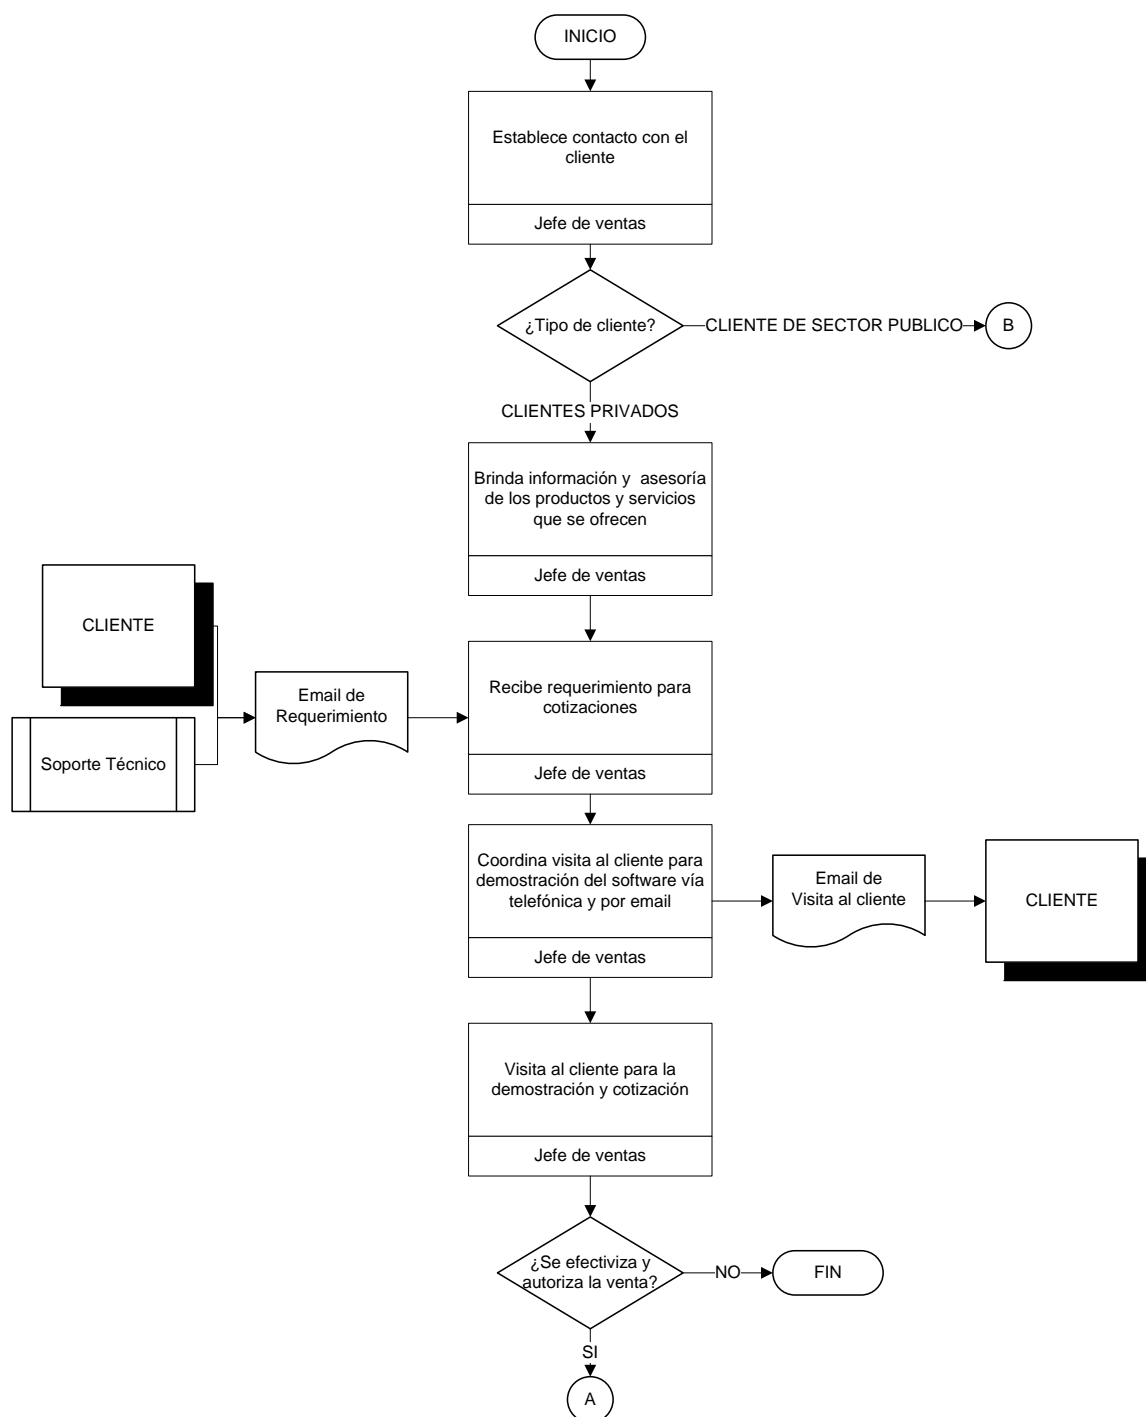 INICIO
Establece contacto con el
cliente
Jefe de ventas
¿Tipo de cliente?
CLIENTE DE SECTOR PUBLICO
B
CLIENTES PRIVADOS
Brinda información y asesoría
de los productos y servicios
que se ofrecen
Jefe de ventas
CLIENTE
Soporte Técnico
Email de
Requerimiento
Recibe requerimiento para
cotizaciones
Jefe de ventas
Coordina visita al cliente para
demostración del software vía
telefónica y por email
Jefe de ventas
Email de
Visita al cliente
CLIENTE
Visita al cliente para la
demostración y cotización
Jefe de ventas
¿Se efectiviza y
autoriza la venta?
NO
FIN
SI
A